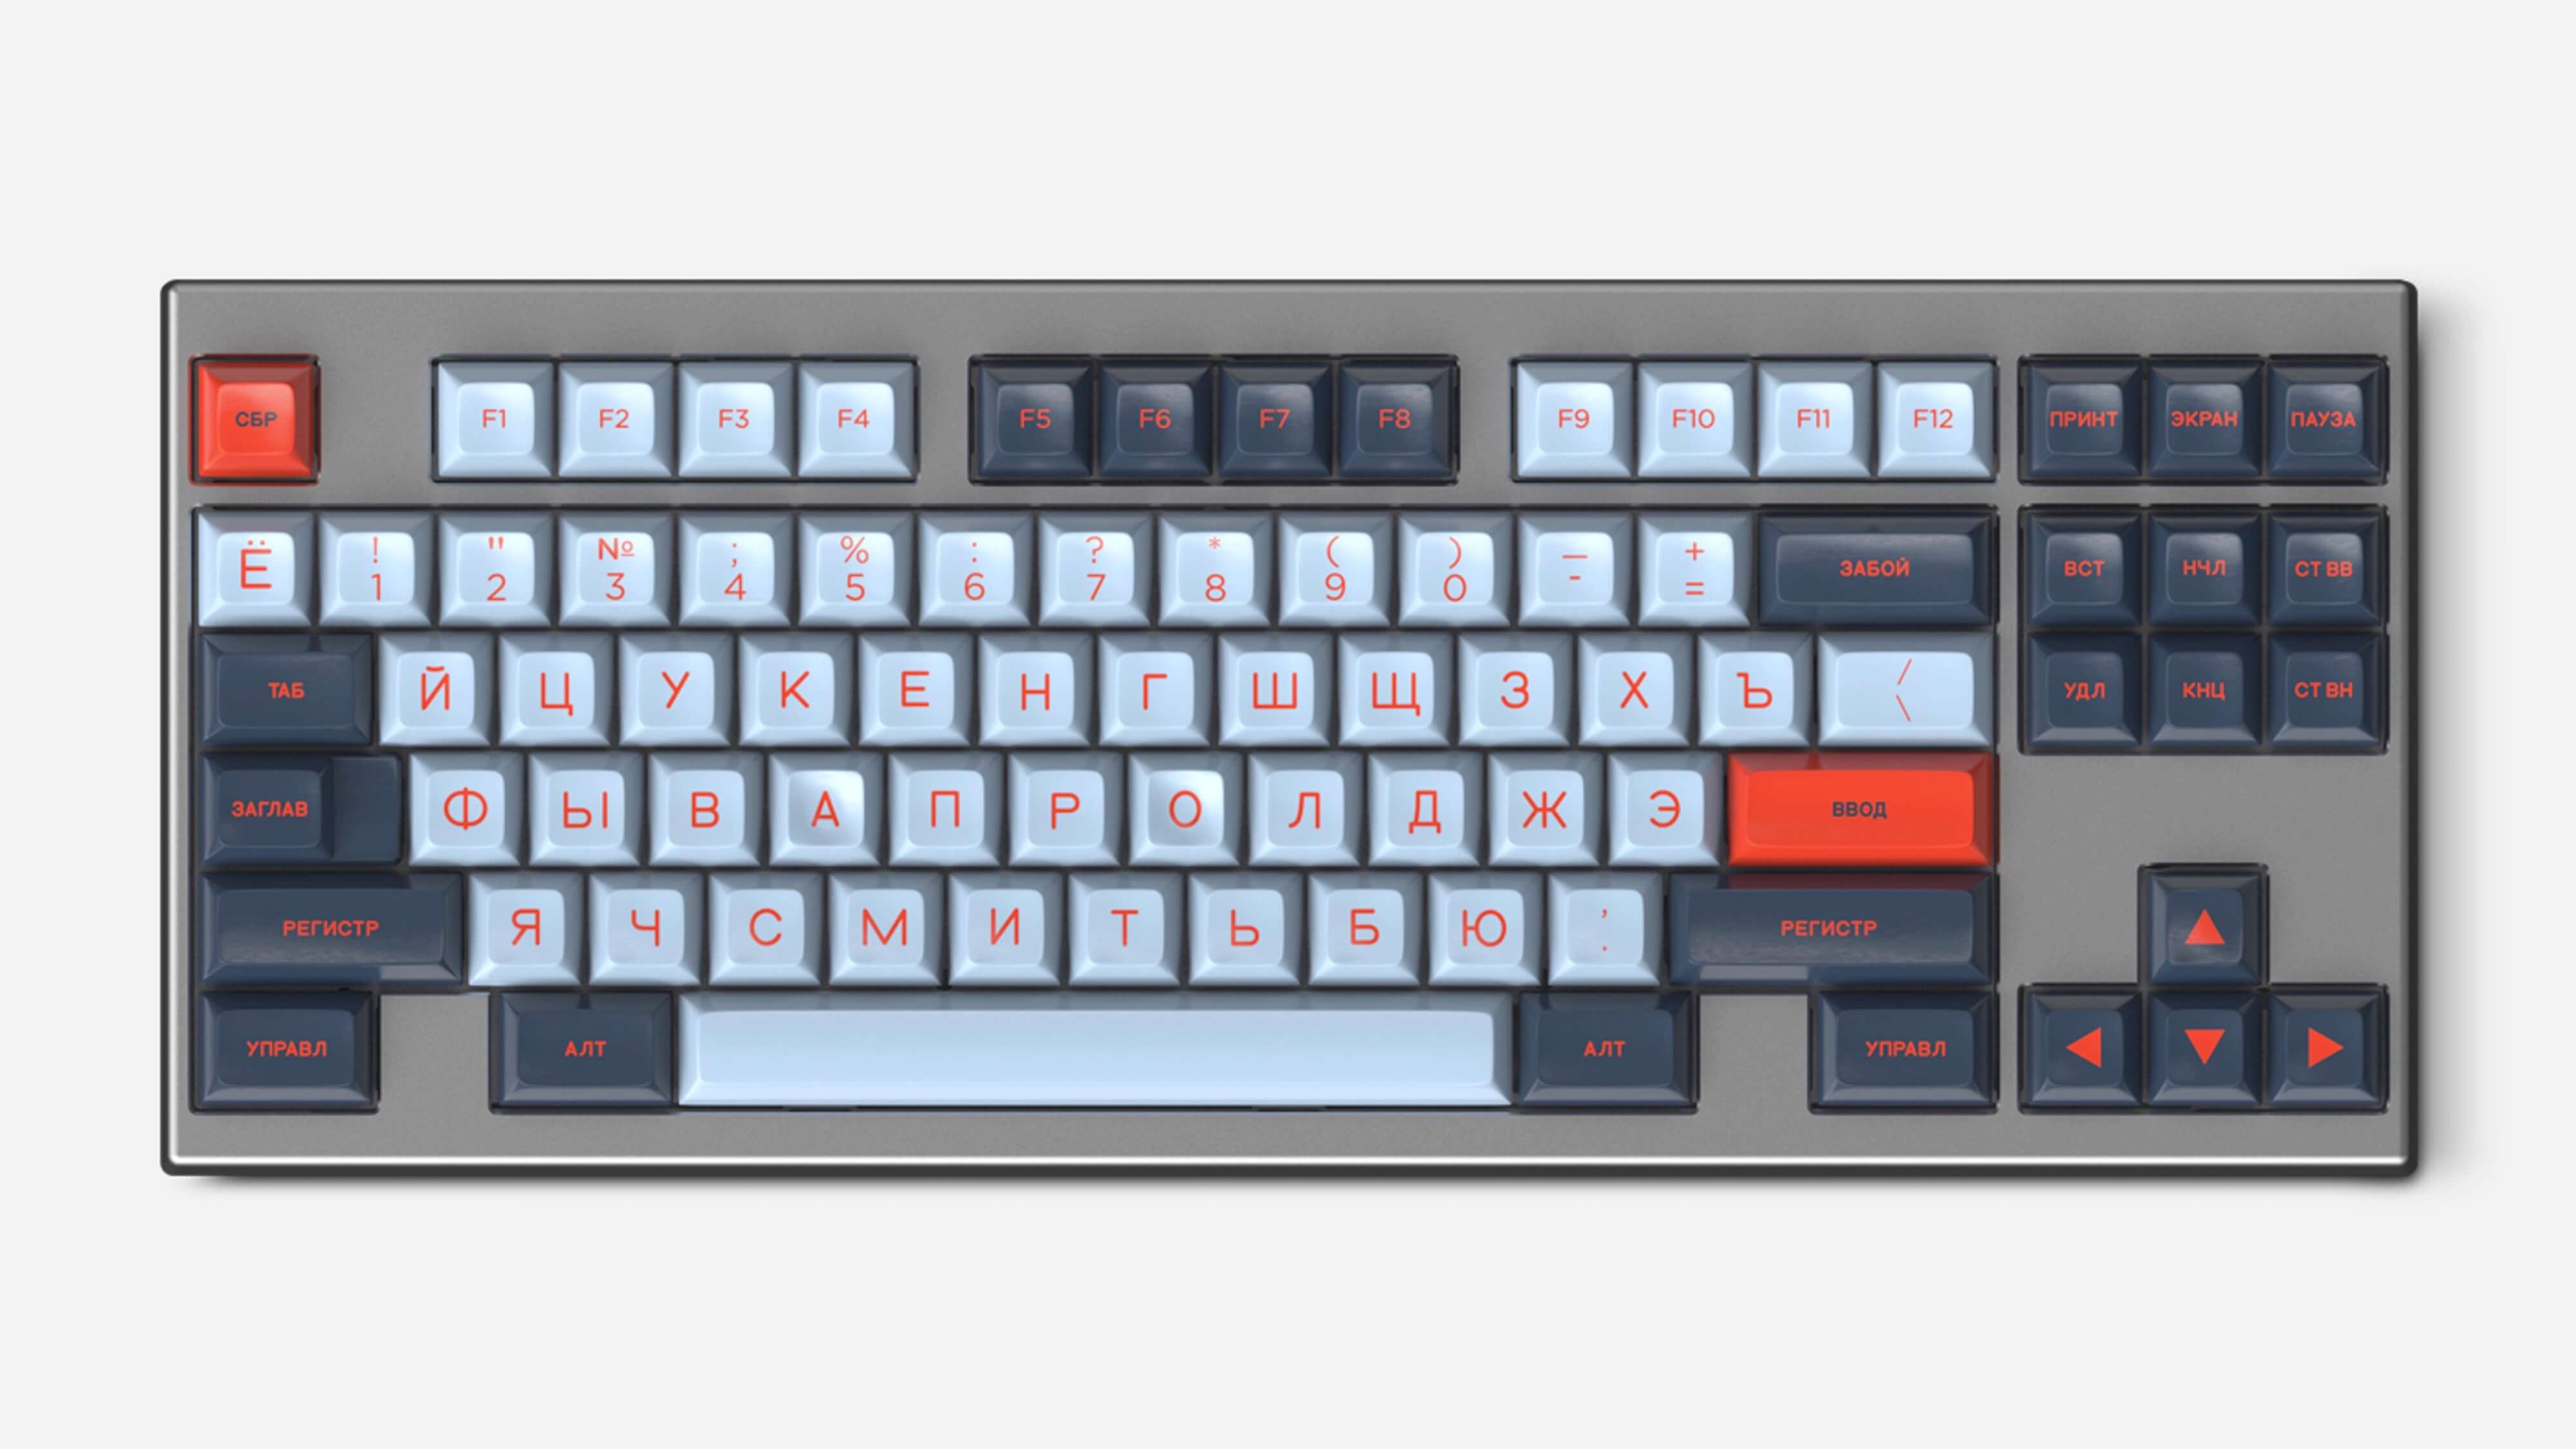 СБР F1 F2 F3 F4 F5 F6 F7 F8 F9 F10 F11 F12 ПРИНТ ЭКРАН ПАУЗА
Ё ! 1 " 2 № 3 ; 4 % 5 : 6 ? 7 * 8 ( 9 ) 0 — - + = ЗАБОЙ ВСТ НЧЛ СТ ВВ
ТАБ Й Ц У К Е Н Г Ш Щ З Х Ъ / \ УДЛ КНЦ СТ ВН
ЗАГЛАВ Ф Ы В А П Р О Л Д Ж Э ВВОД
РЕГИСТР Я Ч С М И Т Ь Б Ю , . РЕГИСТР ▲
УПРАВЛ АЛТ АЛТ УПРАВЛ ◀ ▼ ▶